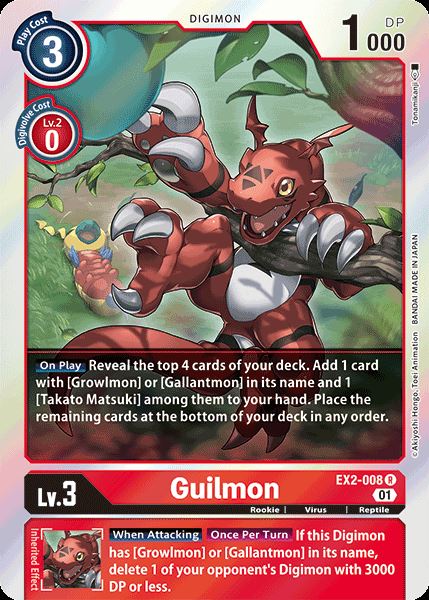 Play Cost
3
DIGIMON
DP
1000
Digivolve Cost
Lv.2
0
Tonamikanji
©Akiyoshi Hongo, Toei Animation BANDAI MADE IN JAPAN
On Play Reveal the top 4 cards of your deck. Add 1 card
with [Growlmon] or [Gallantmon] in its name and 1
[Takato Matsuki] among them to your hand. Place the
remaining cards at the bottom of your deck in any order.
EX2-008 R
01
Lv.3
Guilmon
Rookie | Virus | Reptile
Inherited Effect
When Attacking Once Per Turn If this Digimon
has [Growlmon] or [Gallantmon] in its name,
delete 1 of your opponent's Digimon with 3000
DP or less.